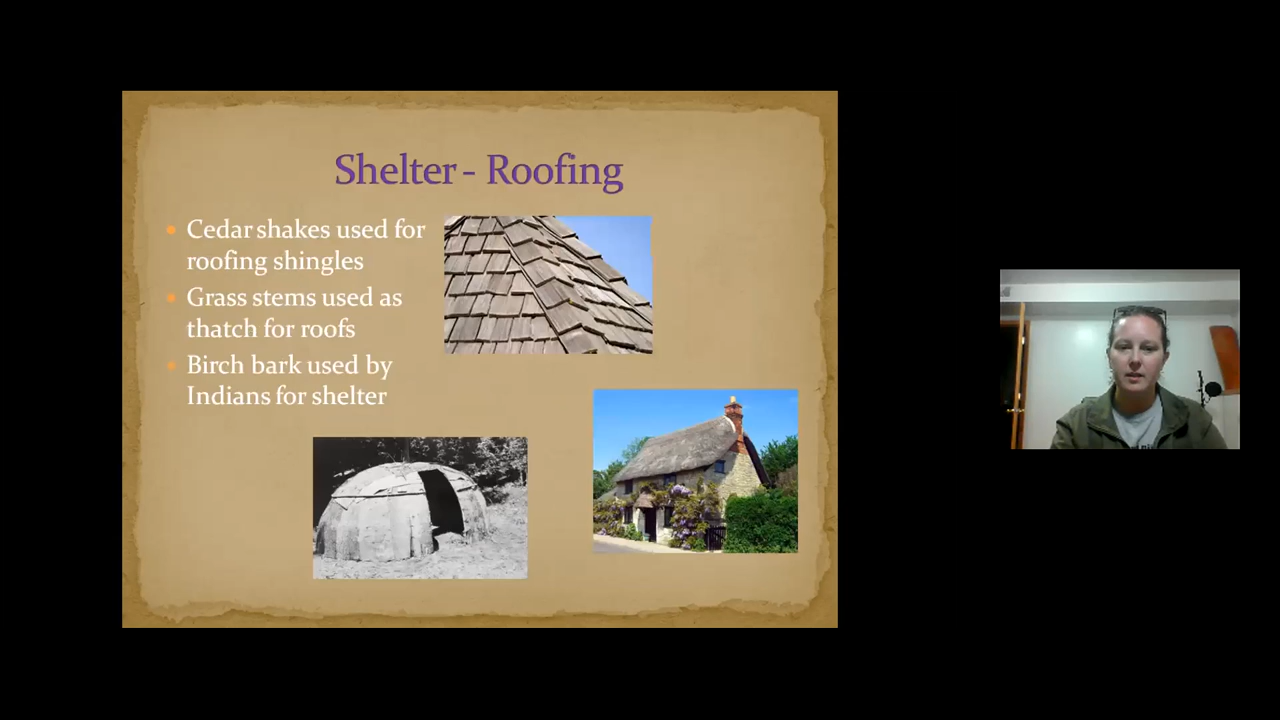 Shelter - Roofing
Cedar shakes used for
roofing shingles
Grass stems used as
thatch for roofs
Birch bark used by
Indians for shelter